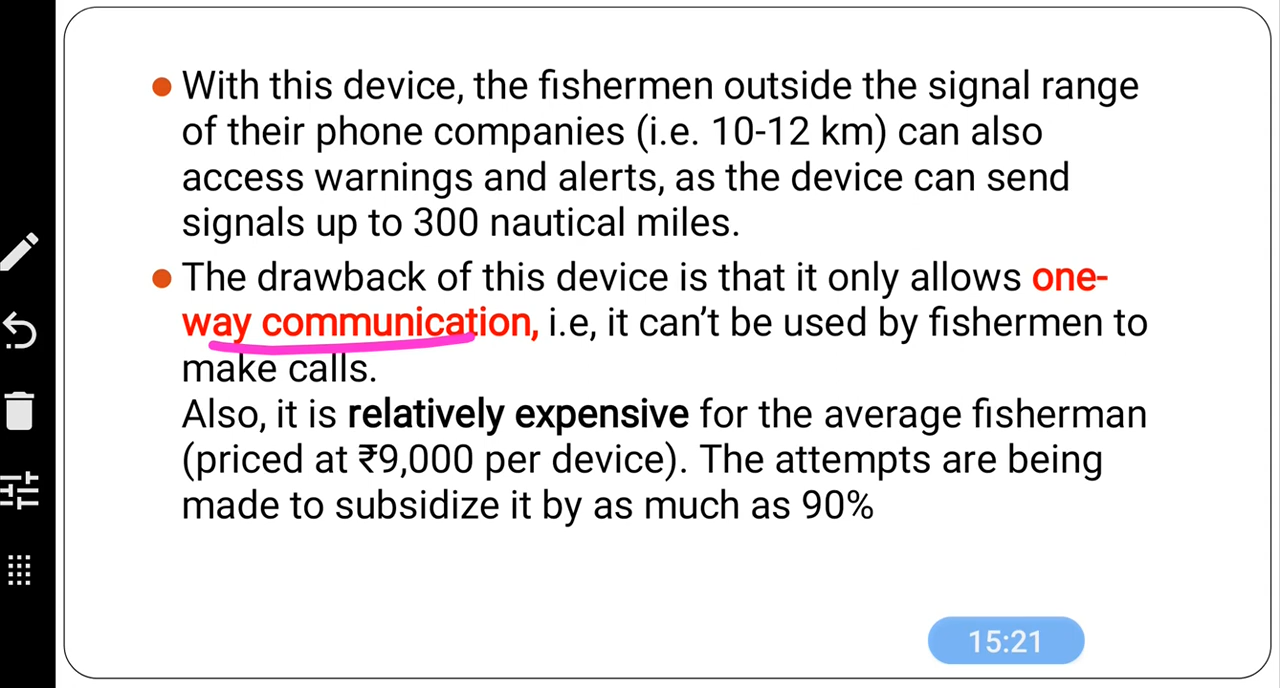 With this device, the fishermen outside the signal range
of their phone companies (i.e. 10-12 km) can also
access warnings and alerts, as the device can send
signals up to 300 nautical miles.
The drawback of this device is that it only allows one-
way communication, i.e, it can't be used by fishermen to
make calls.
Also, it is relatively expensive for the average fisherman
(priced at ₹9,000 per device). The attempts are being
made to subsidize it by as much as 90%
15:21